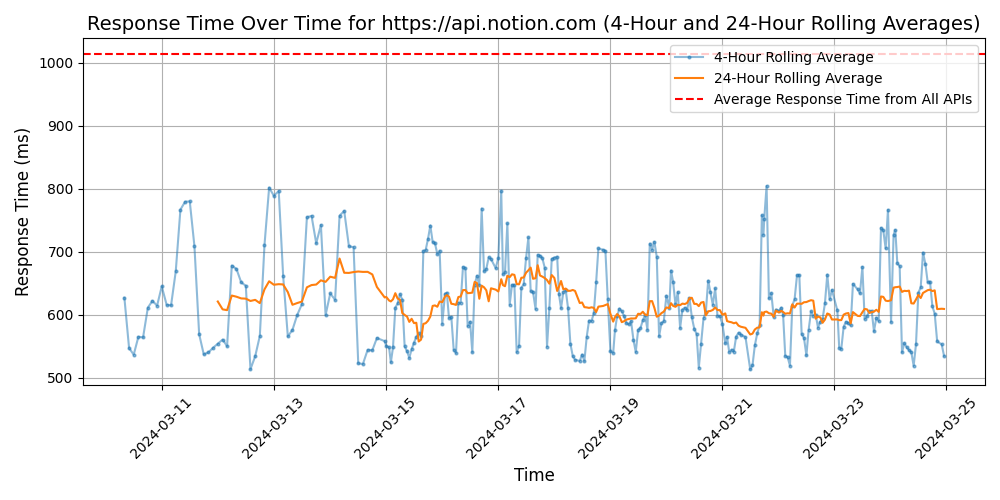 Response Time Over Time for https://api.notion.com (4-Hour and 24-Hour Rolling Averages)
4-Hour Rolling Average
24-Hour Rolling Average
Average Response Time from All APIs
Response Time (ms)
1000
900
800
700
600
500
2024-03-11
2024-03-13
2024-03-15
2024-03-17
2024-03-19
2024-03-21
2024-03-23
2024-03-25
Time